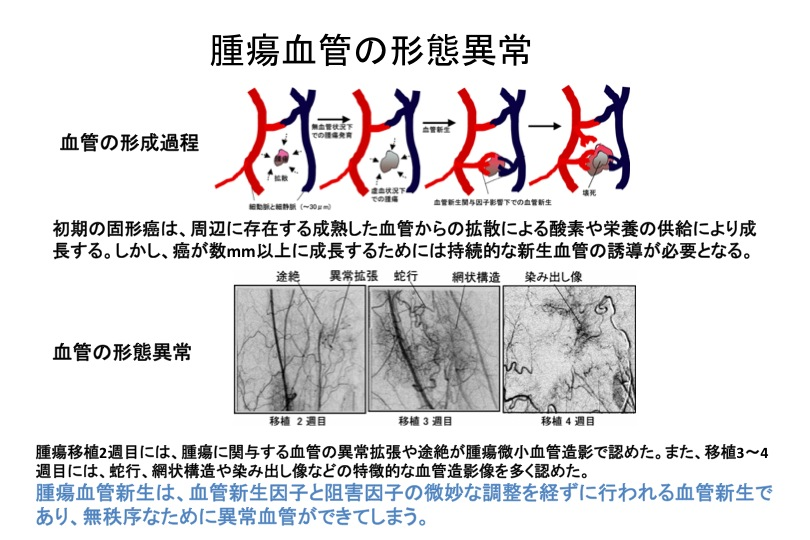 腫瘍血管の形態異常
血管の形成過程
無血管状況下
での腫瘍発育
血管新生
腫瘍
拡散
虚血状況下
での腫瘍
壊死
細動脈と細静脈（～30μm）
血管新生関与因子影響下での血管新生
初期の固形癌は、周辺に存在する成熟した血管からの拡散による酸素や栄養の供給により成
長する。しかし、癌が数mm以上に成長するためには持続的な新生血管の誘導が必要となる。
途絶 異常拡張 蛇行 網状構造 染み出し像
血管の形態異常
移植 2 週目 移植 3 週目 移植 4 週目
腫瘍移植2週目には、腫瘍に関与する血管の異常拡張や途絶が腫瘍微小血管造影で認めた。また、移植3～4
週目には、蛇行、網状構造や染み出し像などの特徴的な血管造影像を多く認めた。
腫瘍血管新生は、血管新生因子と阻害因子の微妙な調整を経ずに行われる血管新生で
あり、無秩序なために異常血管ができてしまう。